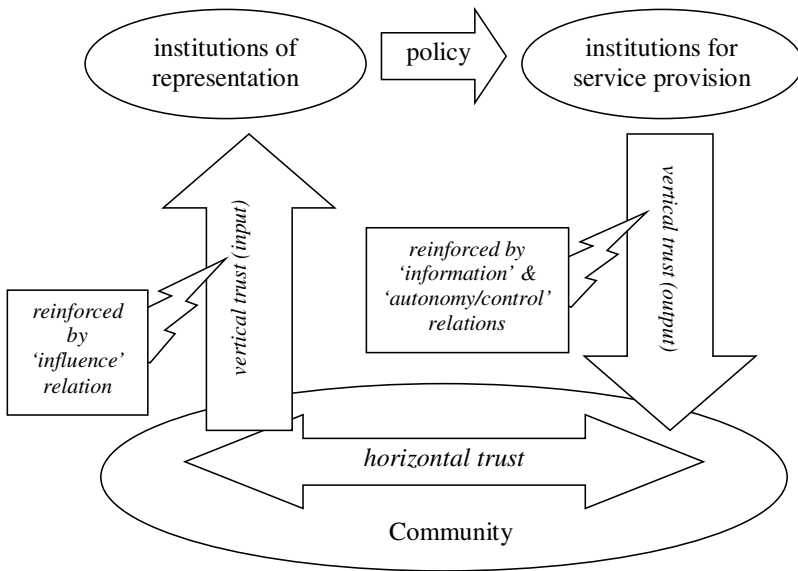 institutions of
representation
policy
institutions for
service provision
vertical trust (input)
reinforced
by
‘influence’
relation
reinforced by
‘information’ &
‘autonomy/control’
relations
vertical trust (output)
horizontal trust
Community